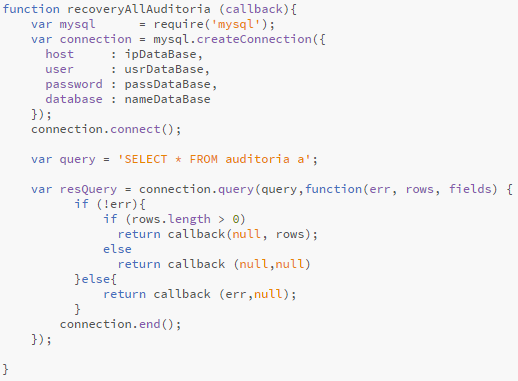 function recoveryAllAuditoria (callback){
    var mysql      = require('mysql');
    var connection = mysql.createConnection({
      host     : ipDataBase,
      user     : usrDataBase,
      password : passDataBase,
      database : nameDataBase
    });
    connection.connect();
    var query = 'SELECT * FROM auditoria a';
    var resQuery = connection.query(query,function(err, rows, fields) {
          if (!err){
              if (rows.length > 0)
                return callback(null, rows);
              else
                return callback (null,null)
          }else{
              return callback (err,null);
          }
        connection.end();
    });
}